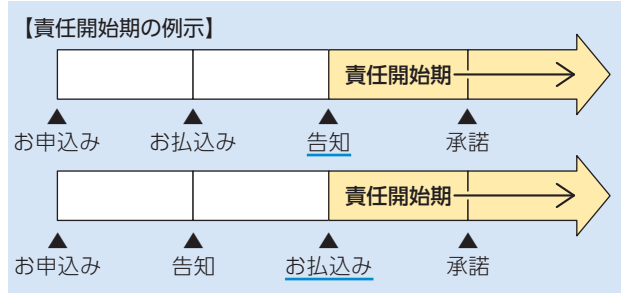 【責任開始期の例示】
責任開始期
お申込み お払込み 告知 承諾
責任開始期
お申込み 告知 お払込み 承諾